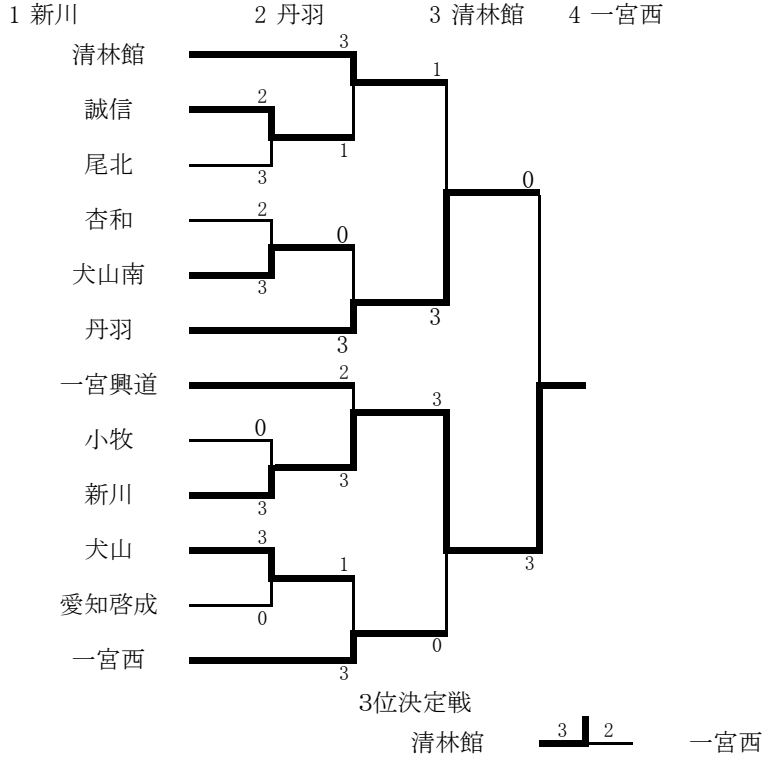 1 新川 2 丹羽 3 清林館 4 一宮西
清林館 3
1
誠信 2
尾北 3
1
0
杏和 2
0
犬山南 3
丹羽 3
3
一宮興道 2
3
小牧 0
新川 3
3
犬山 3
1
愛知啓成 0
3
一宮西 3
0
3位決定戦
清林館 3 2 一宮西